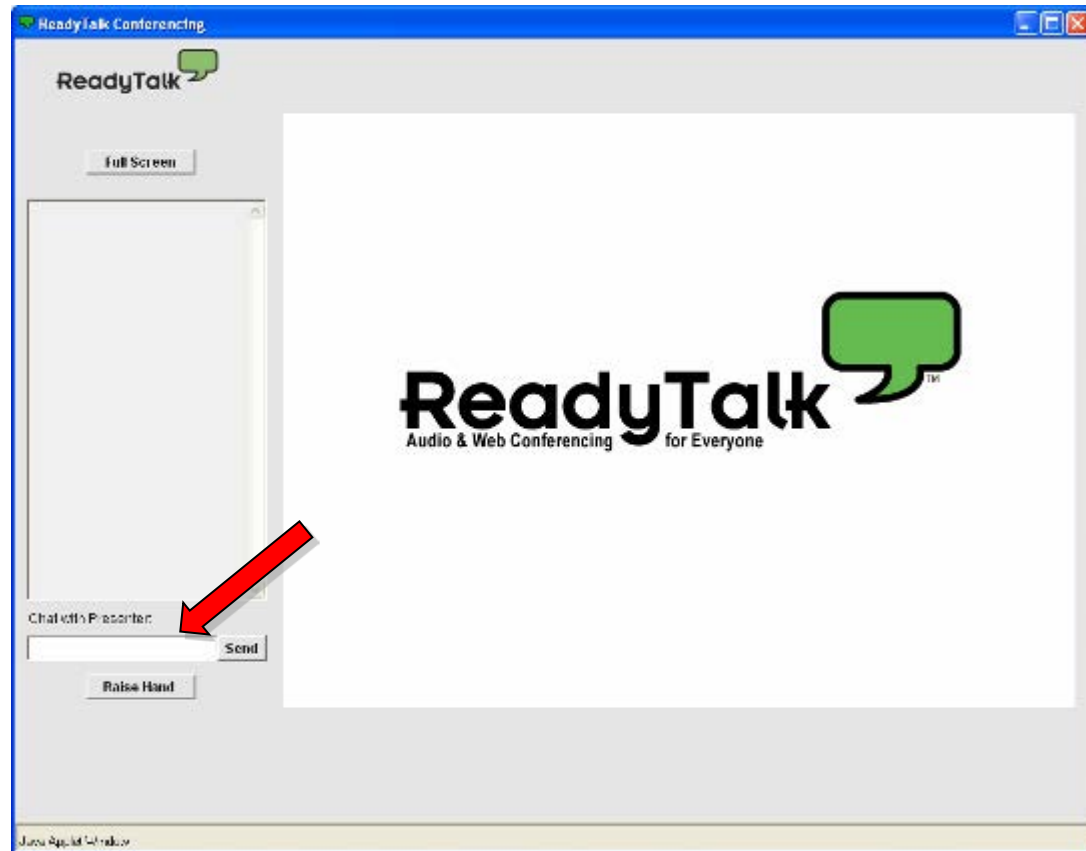 ReadyTalk Conferencing
ReadyTalk
Full Screen
ReadyTalk
TM
Audio & Web Conferencing for Everyone
Chat with Presenter:
Send
Raise Hand
Java Applet Window